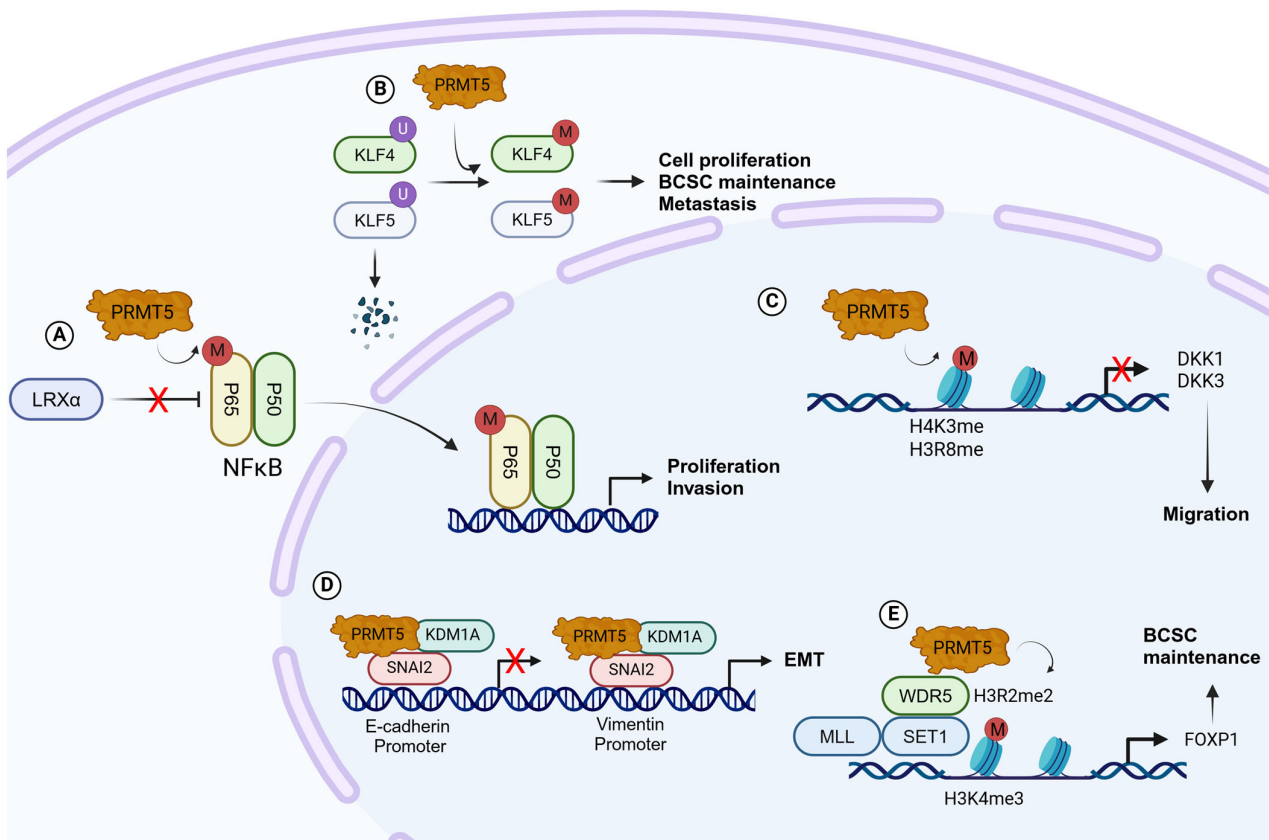 B
PRMT5
U
KLF4
M
KLF4
U
KLF5
M
KLF5
Cell proliferation
BCSC maintenance
Metastasis
A
PRMT5
LRXα
M
P65
P50
NFκB
M
P65
P50
Proliferation
Invasion
C
PRMT5
M
H4K3me
H3R8me
DKK1
DKK3
Migration
D
PRMT5
KDM1A
SNAI2
E-cadherin
Promoter
PRMT5
KDM1A
SNAI2
Vimentin
Promoter
EMT
E
PRMT5
WDR5
H3R2me2
MLL
SET1
M
H3K4me3
FOXP1
BCSC
maintenance